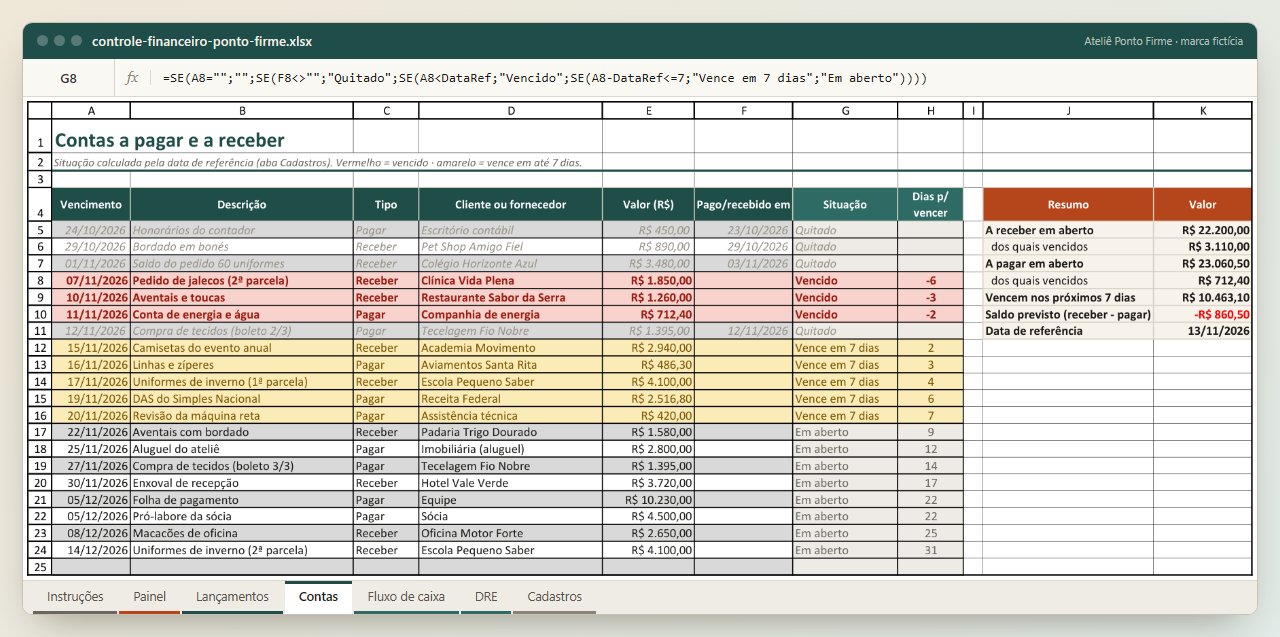 controle-financeiro-ponto-firme.xlsx Ateliê Ponto Firme · marca fictícia
G8 fx =SE(A8="";"";SE(F8<>"";"Quitado";SE(A8<DataRef;"Vencido";SE(A8-DataRef<=7;"Vence em 7 dias";"Em aberto"))))
A B C D E F G H I J K
1 Contas a pagar e a receber
2 Situação calculada pela data de referência (aba Cadastros). Vermelho = vencido · amarelo = vence em até 7 dias.
3
4 Vencimento Descrição Tipo Cliente ou fornecedor Valor (R$) Pago/recebido em Situação Dias p/ vencer Resumo Valor
5 24/10/2026 Honorários do contador Pagar Escritório contábil R$ 450,00 23/10/2026 Quitado A receber em aberto R$ 22.200,00
6 29/10/2026 Bordado em bonés Receber Pet Shop Amigo Fiel R$ 890,00 29/10/2026 Quitado dos quais vencidos R$ 3.110,00
7 01/11/2026 Saldo do pedido 60 uniformes Receber Colégio Horizonte Azul R$ 3.480,00 03/11/2026 Quitado A pagar em aberto R$ 23.060,50
8 07/11/2026 Pedido de jalecos (2ª parcela) Receber Clínica Vida Plena R$ 1.850,00 Vencido -6 dos quais vencidos R$ 712,40
9 10/11/2026 Aventais e toucas Receber Restaurante Sabor da Serra R$ 1.260,00 Vencido -3 Vencem nos próximos 7 dias R$ 10.463,10
10 11/11/2026 Conta de energia e água Pagar Companhia de energia R$ 712,40 Vencido -2 Saldo previsto (receber - pagar) -R$ 860,50
11 12/11/2026 Compra de tecidos (boleto 2/3) Pagar Tecelagem Fio Nobre R$ 1.395,00 12/11/2026 Quitado Data de referência 13/11/2026
12 15/11/2026 Camisetas do evento anual Receber Academia Movimento R$ 2.940,00 Vence em 7 dias 2
13 16/11/2026 Linhas e zíperes Pagar Aviamentos Santa Rita R$ 486,30 Vence em 7 dias 3
14 17/11/2026 Uniformes de inverno (1ª parcela) Receber Escola Pequeno Saber R$ 4.100,00 Vence em 7 dias 4
15 19/11/2026 DAS do Simples Nacional Pagar Receita Federal R$ 2.516,80 Vence em 7 dias 6
16 20/11/2026 Revisão da máquina reta Pagar Assistência técnica R$ 420,00 Vence em 7 dias 7
17 22/11/2026 Aventais com bordado Receber Padaria Trigo Dourado R$ 1.580,00 Em aberto 9
18 25/11/2026 Aluguel do ateliê Pagar Imobiliária (aluguel) R$ 2.800,00 Em aberto 12
19 27/11/2026 Compra de tecidos (boleto 3/3) Pagar Tecelagem Fio Nobre R$ 1.395,00 Em aberto 14
20 30/11/2026 Enxoval de recepção Receber Hotel Vale Verde R$ 3.720,00 Em aberto 17
21 05/12/2026 Folha de pagamento Pagar Equipe R$ 10.230,00 Em aberto 22
22 05/12/2026 Pró-labore da sócia Pagar Sócia R$ 4.500,00 Em aberto 22
23 08/12/2026 Macacões de oficina Receber Oficina Motor Forte R$ 2.650,00 Em aberto 25
24 14/12/2026 Uniformes de inverno (2ª parcela) Receber Escola Pequeno Saber R$ 4.100,00 Em aberto 31
25
Instruções Painel Lançamentos Contas Fluxo de caixa DRE Cadastros